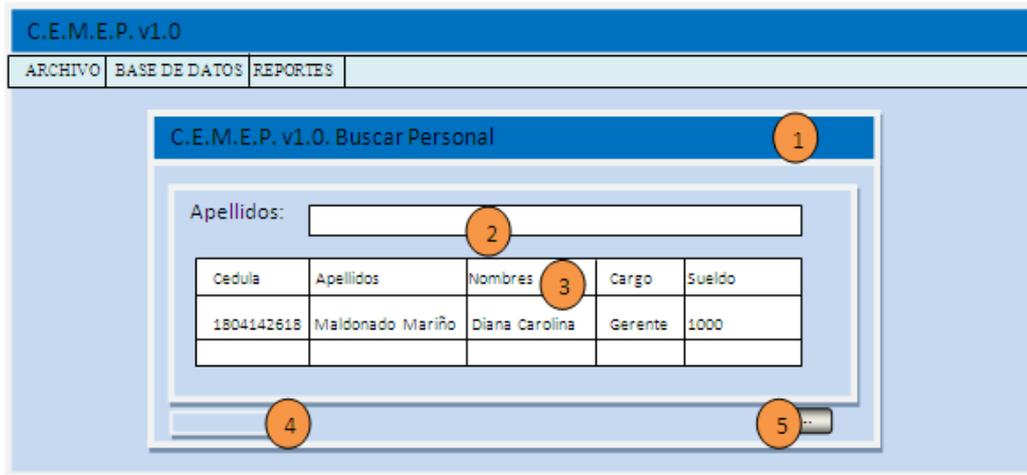 C.E.M.E.P. v1.0
ARCHIVO BASE DE DATOS REPORTES
C.E.M.E.P. v1.0. Buscar Personal 1
Apellidos:
2
Cedula Apellidos Nombres 3 Cargo Sueldo
1804142618 Maldonado Mariño Diana Carolina Gerente 1000
4 5 ..